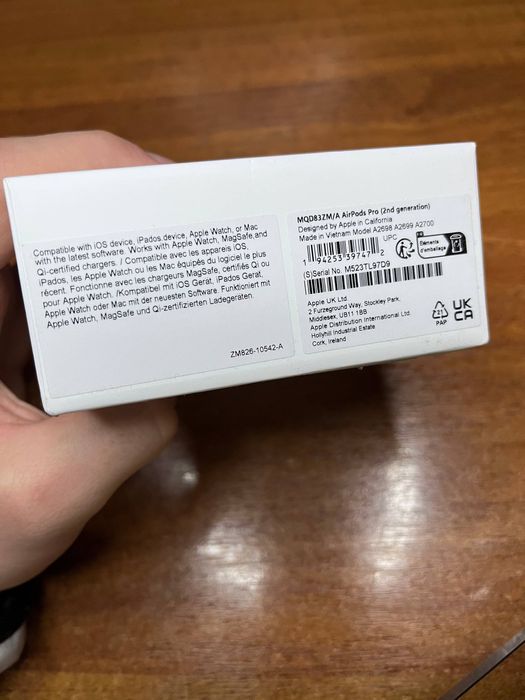 Compatible with iOS device, iPados device, Apple Watch, or Mac
with the latest software. Works with Apple Watch, MagSafe and
Qi-certified chargers. / Compatible avec les appareils iOS,
iPados, les Apple Watch ou les Mac équipés du logiciel le plus
récent. Fonctionne avec les chargeurs MagSafe, certifiés Qi ou
pour Apple Watch. /Kompatibel mit iOS Gerät, iPados Gerät,
Apple Watch oder Mac mit der neuesten Software. Funktioniert mit
Apple Watch, MagSafe und Qi-zertifizierten Ladegeräten.
ZM826-10542-A
MQD83ZM/A AirPods Pro (2nd generation)
Designed by Apple in California
Made in Vietnam Model A2698 A2699 A2700
UPC
1 94253 39747 2
FR
Éléments
d'emballage
(S)Serial No. M523TL97D9
Apple UK Ltd
2 Furzeground Way, Stockley Park,
Middlesex, UB11 1BB
Apple Distribution International Ltd
Hollyhill Industrial Estate
Cork, Ireland
PAP
UK
CA